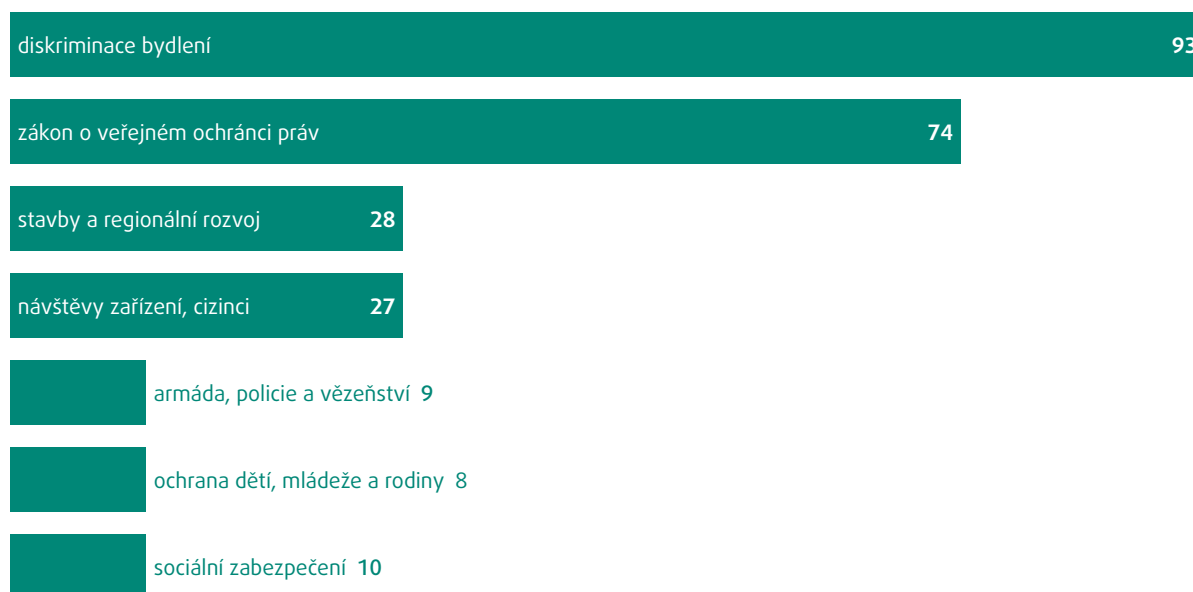 diskriminace bydlení 93
zákon o veřejném ochránci práv 74
stavby a regionální rozvoj 28
návštěvy zařízení, cizinci 27
armáda, policie a vězeňství 9
ochrana dětí, mládeže a rodiny 8
sociální zabezpečení 10